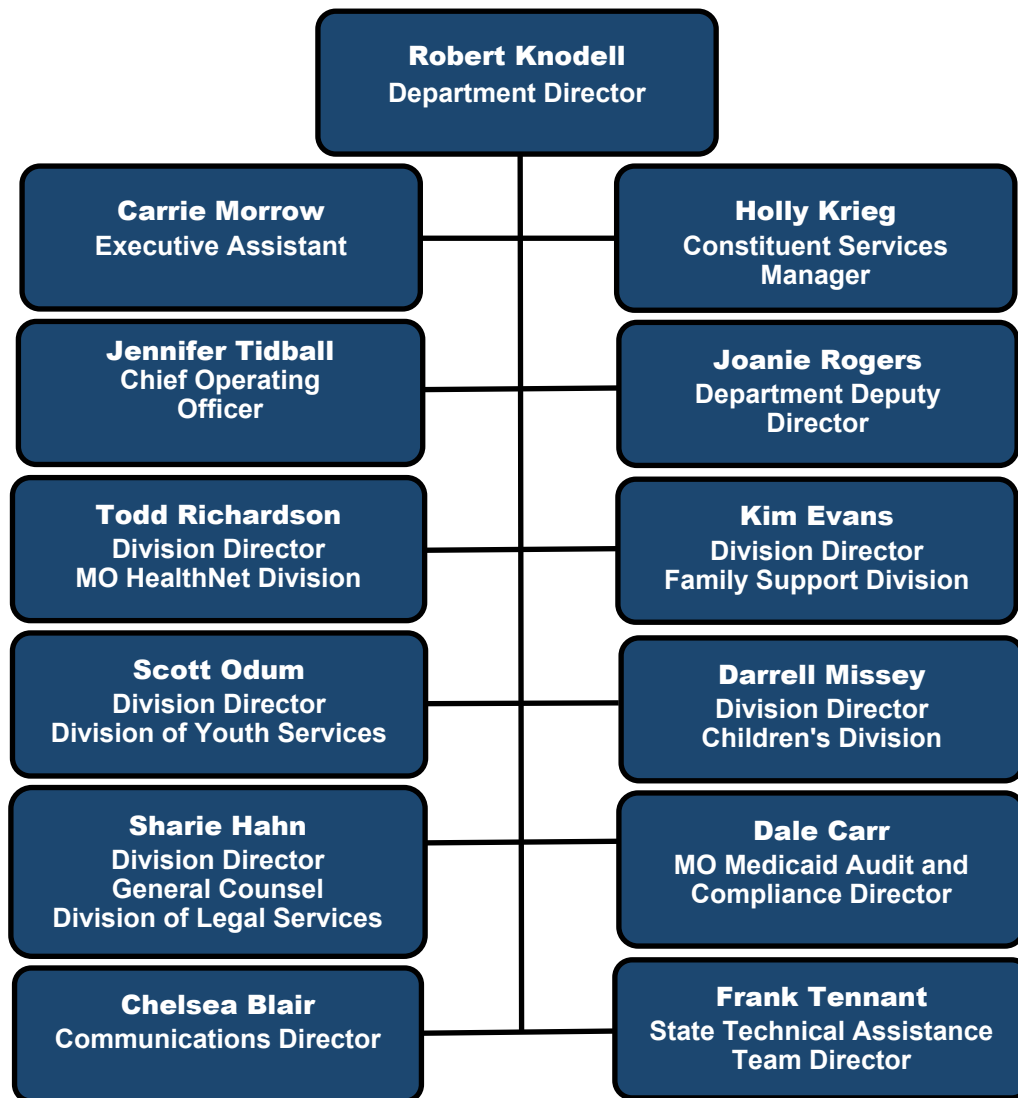 Robert Knodell
Department Director
Carrie Morrow
Executive Assistant
Holly Krieg
Constituent Services
Manager
Jennifer Tidball
Chief Operating
Officer
Joanie Rogers
Department Deputy
Director
Todd Richardson
Division Director
MO HealthNet Division
Kim Evans
Division Director
Family Support Division
Scott Odum
Division Director
Division of Youth Services
Darrell Missey
Division Director
Children's Division
Sharie Hahn
Division Director
General Counsel
Division of Legal Services
Dale Carr
MO Medicaid Audit and
Compliance Director
Chelsea Blair
Communications Director
Frank Tennant
State Technical Assistance
Team Director